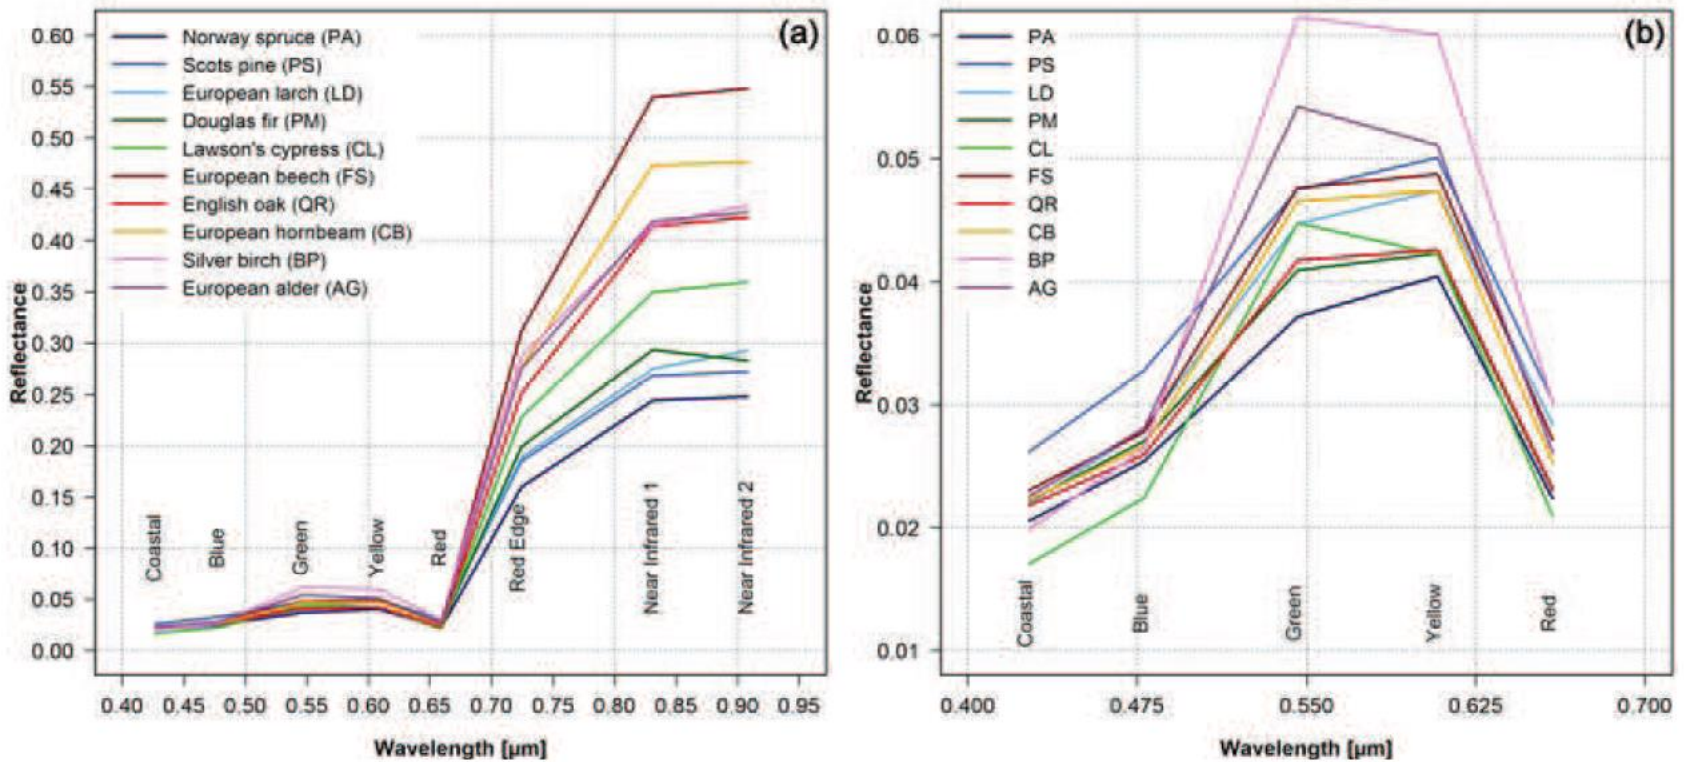 (a)
Norway spruce (PA)
Scots pine (PS)
European larch (LD)
Douglas fir (PM)
Lawson's cypress (CL)
European beech (FS)
English oak (QR)
European hornbeam (CB)
Silver birch (BP)
European alder (AG)
0.60
0.55
0.50
0.45
0.40
0.35
0.30
0.25
0.20
0.15
0.10
0.05
0.00
Reflectance
Coastal
Blue
Green
Yellow
Red
Red Edge
Near Infrared 1
Near Infrared 2
0.40 0.45 0.50 0.55 0.60 0.65 0.70 0.75 0.80 0.85 0.90 0.95
Wavelength [µm]
(b)
PA
PS
LD
PM
CL
FS
QR
CB
BP
AG
0.06
0.05
0.04
0.03
0.02
0.01
Reflectance
Coastal
Blue
Green
Yellow
Red
0.400 0.475 0.550 0.625 0.700
Wavelength [µm]